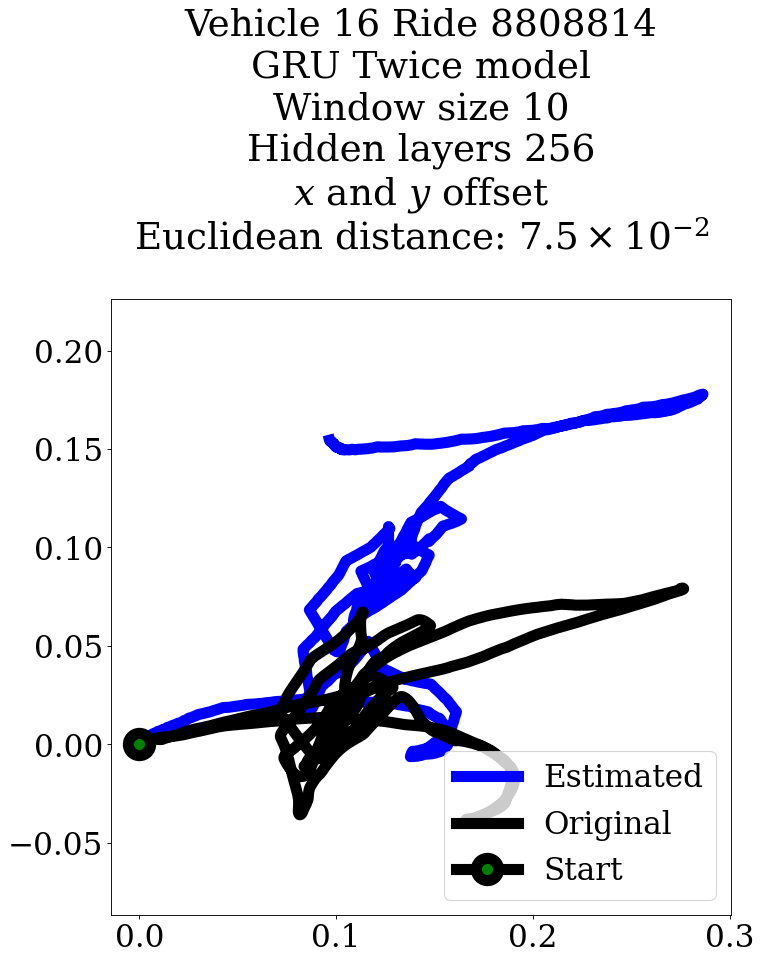 Vehicle 16 Ride 8808814
GRU Twice model
Window size 10
Hidden layers 256
x and y offset
Euclidean distance: 7.5 × 10⁻²
0.20
0.15
0.10
0.05
0.00
−0.05
0.0 0.1 0.2 0.3
Estimated
Original
Start